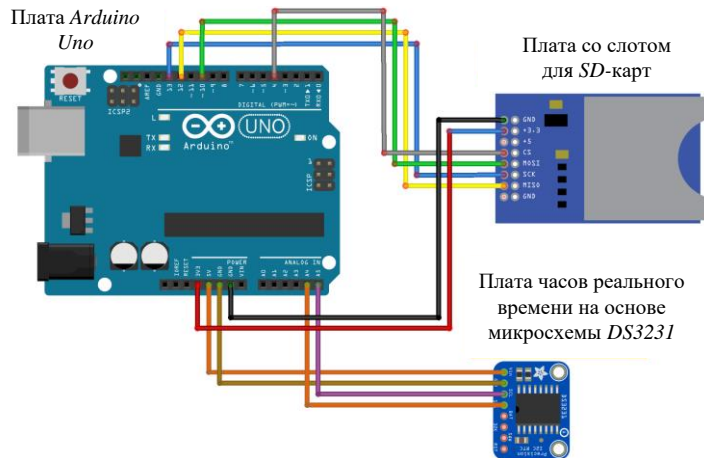 Плата Arduino
Uno
Плата со слотом
для SD-карт
RESET
ICSP2
AREF
GND
13
12
~11
~10
~9
8
7
~6
~5
4
~3
2
TX▸1
RX◂0
DIGITAL (PWM=~)
L
TX
RX
UNO
Arduino
ON
ICSP
GND
+3.3
+5
CS
MOSI
SCK
MISO
GND
IOREF
RESET
3V3
5V
GND
GND
VIN
POWER
ANALOG IN
A0
A1
A2
A3
A4
A5
Плата часов реального
времени на основе
микросхемы DS3231
Precision
I2C RTC